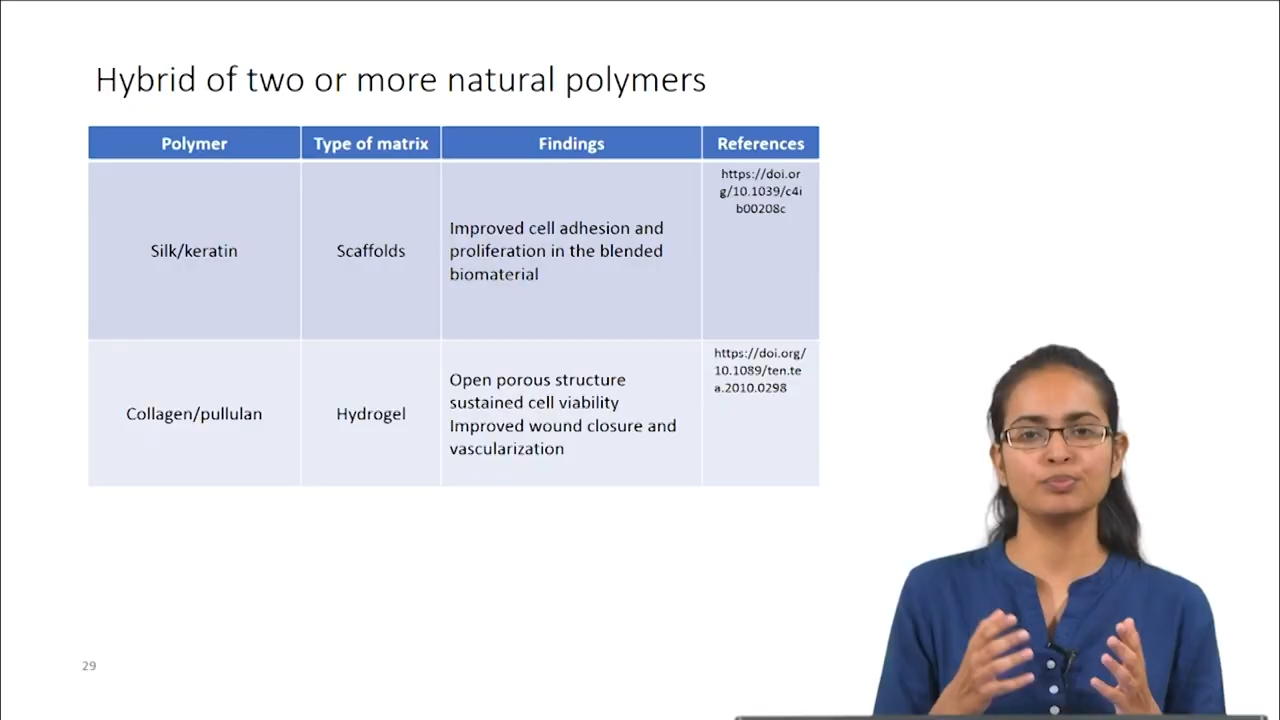 Hybrid of two or more natural polymers
Polymer
Type of matrix
Findings
References
Silk/keratin
Scaffolds
Improved cell adhesion and
proliferation in the blended
biomaterial
https://doi.or
g/10.1039/c4i
b00208c
Collagen/pullulan
Hydrogel
Open porous structure
sustained cell viability
Improved wound closure and
vascularization
https://doi.org/
10.1089/ten.te
a.2010.0298
29